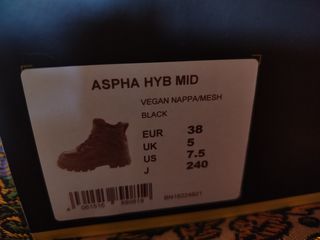 ASPHA HYB MID
VEGAN NAPPA/MESH
BLACK
EUR 38
UK 5
US 7.5
J 240